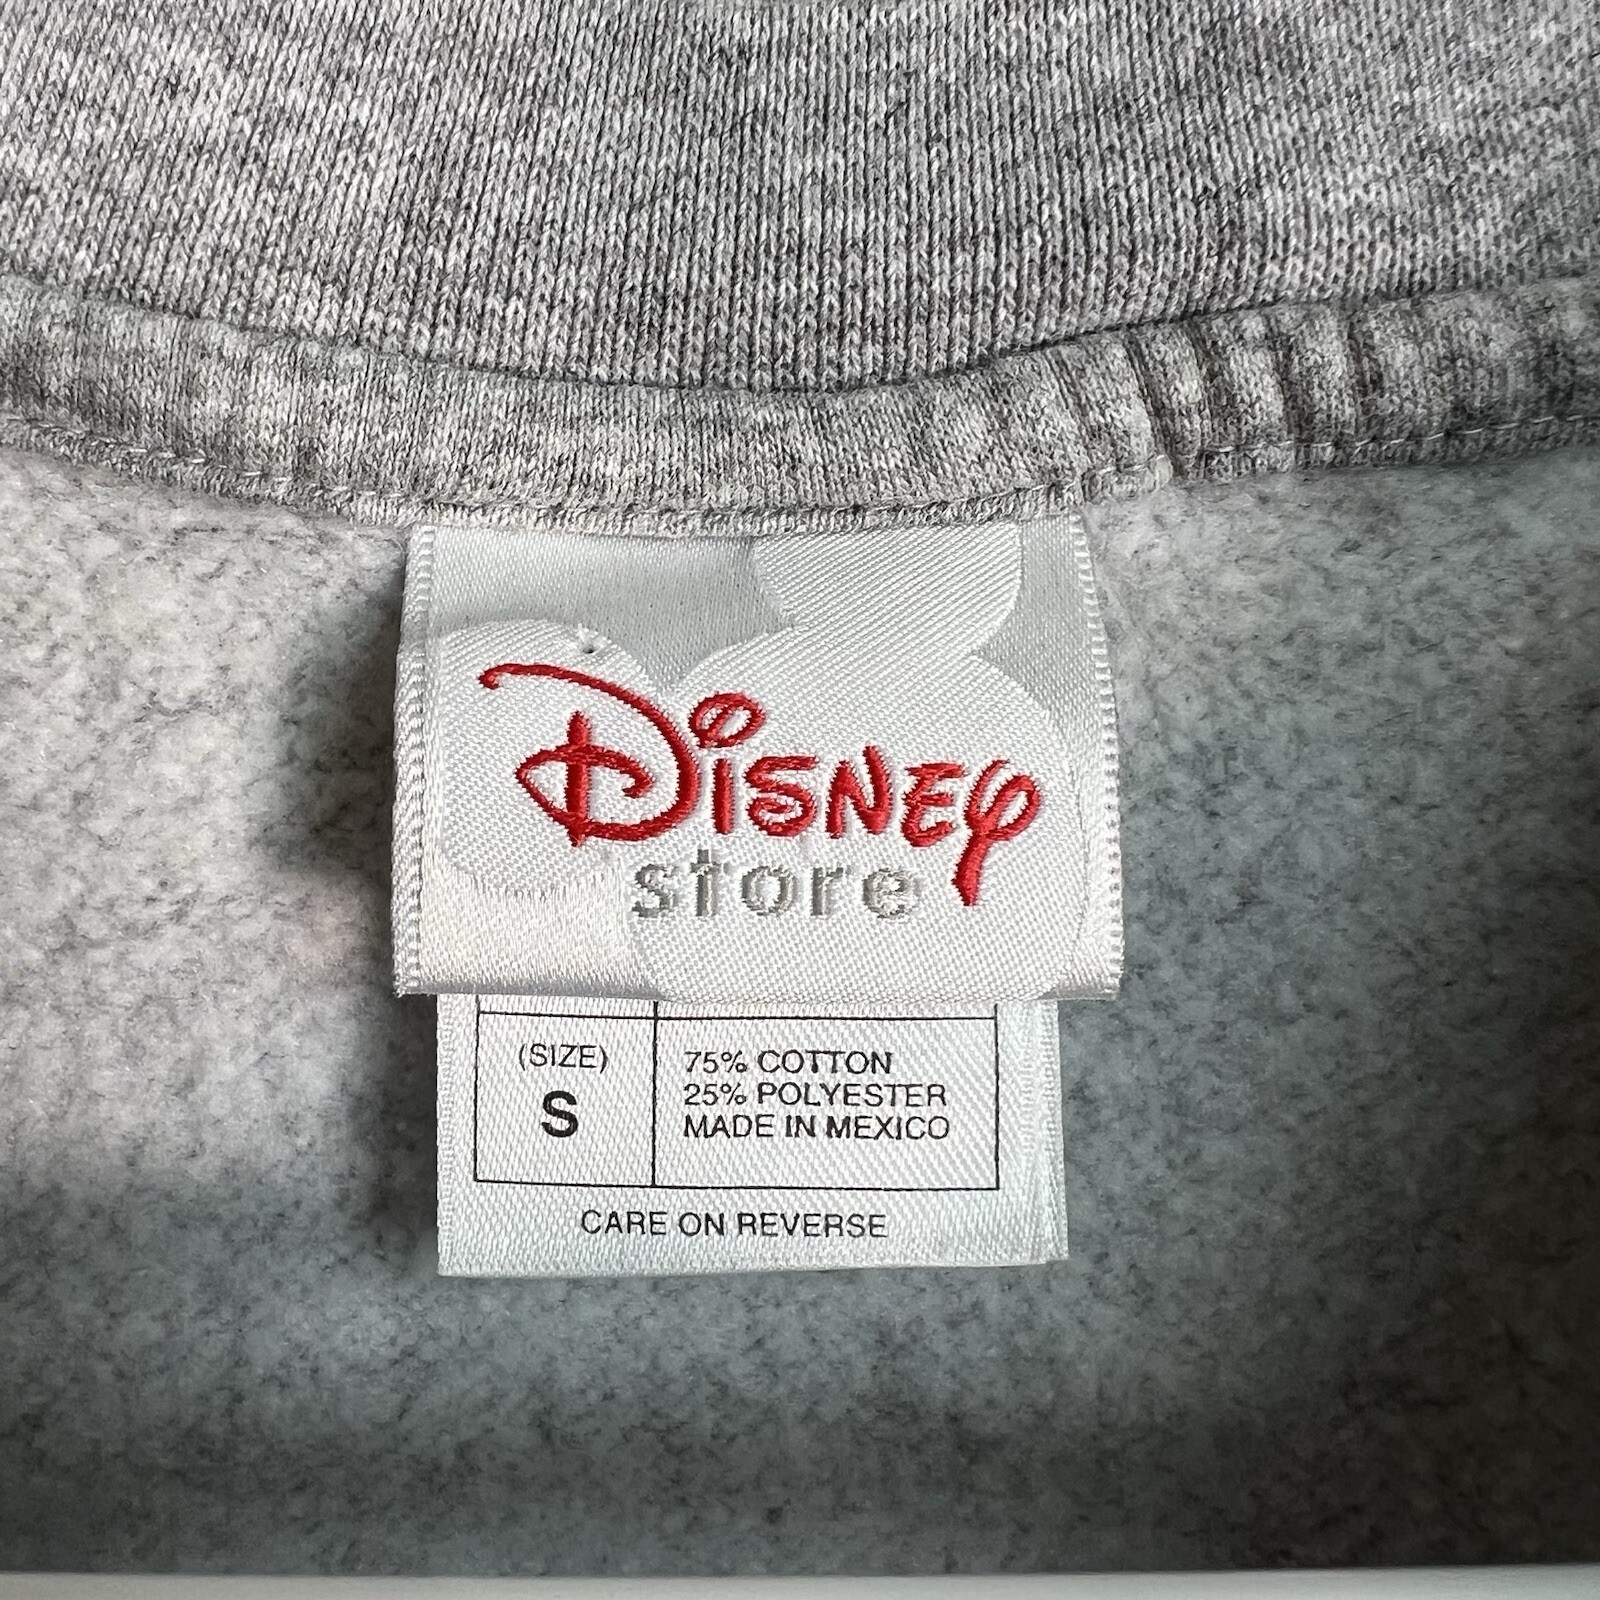 Disney
store
(SIZE)
S
75% COTTON
25% POLYESTER
MADE IN MEXICO
CARE ON REVERSE